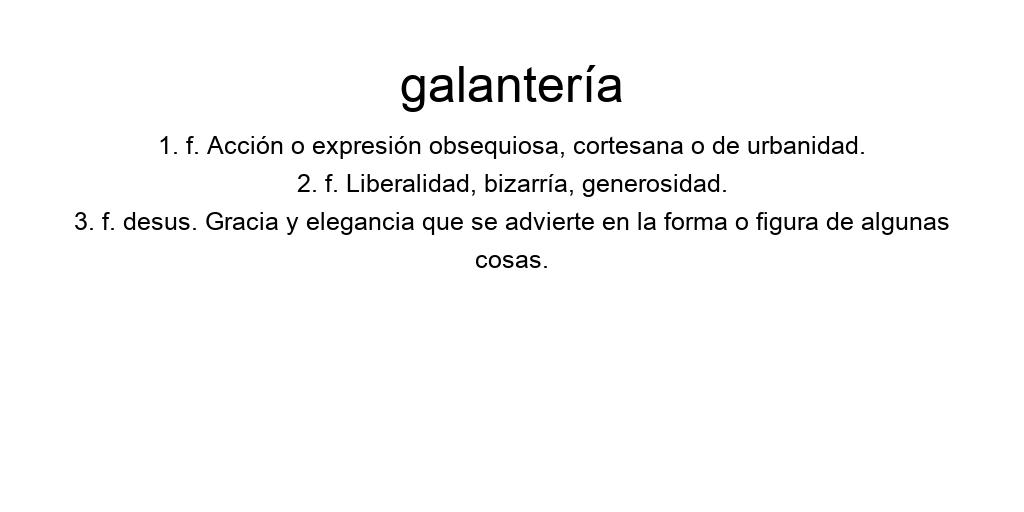 galantería
1. f. Acción o expresión obsequiosa, cortesana o de urbanidad.
2. f. Liberalidad, bizarría, generosidad.
3. f. desus. Gracia y elegancia que se advierte en la forma o figura de algunas
cosas.